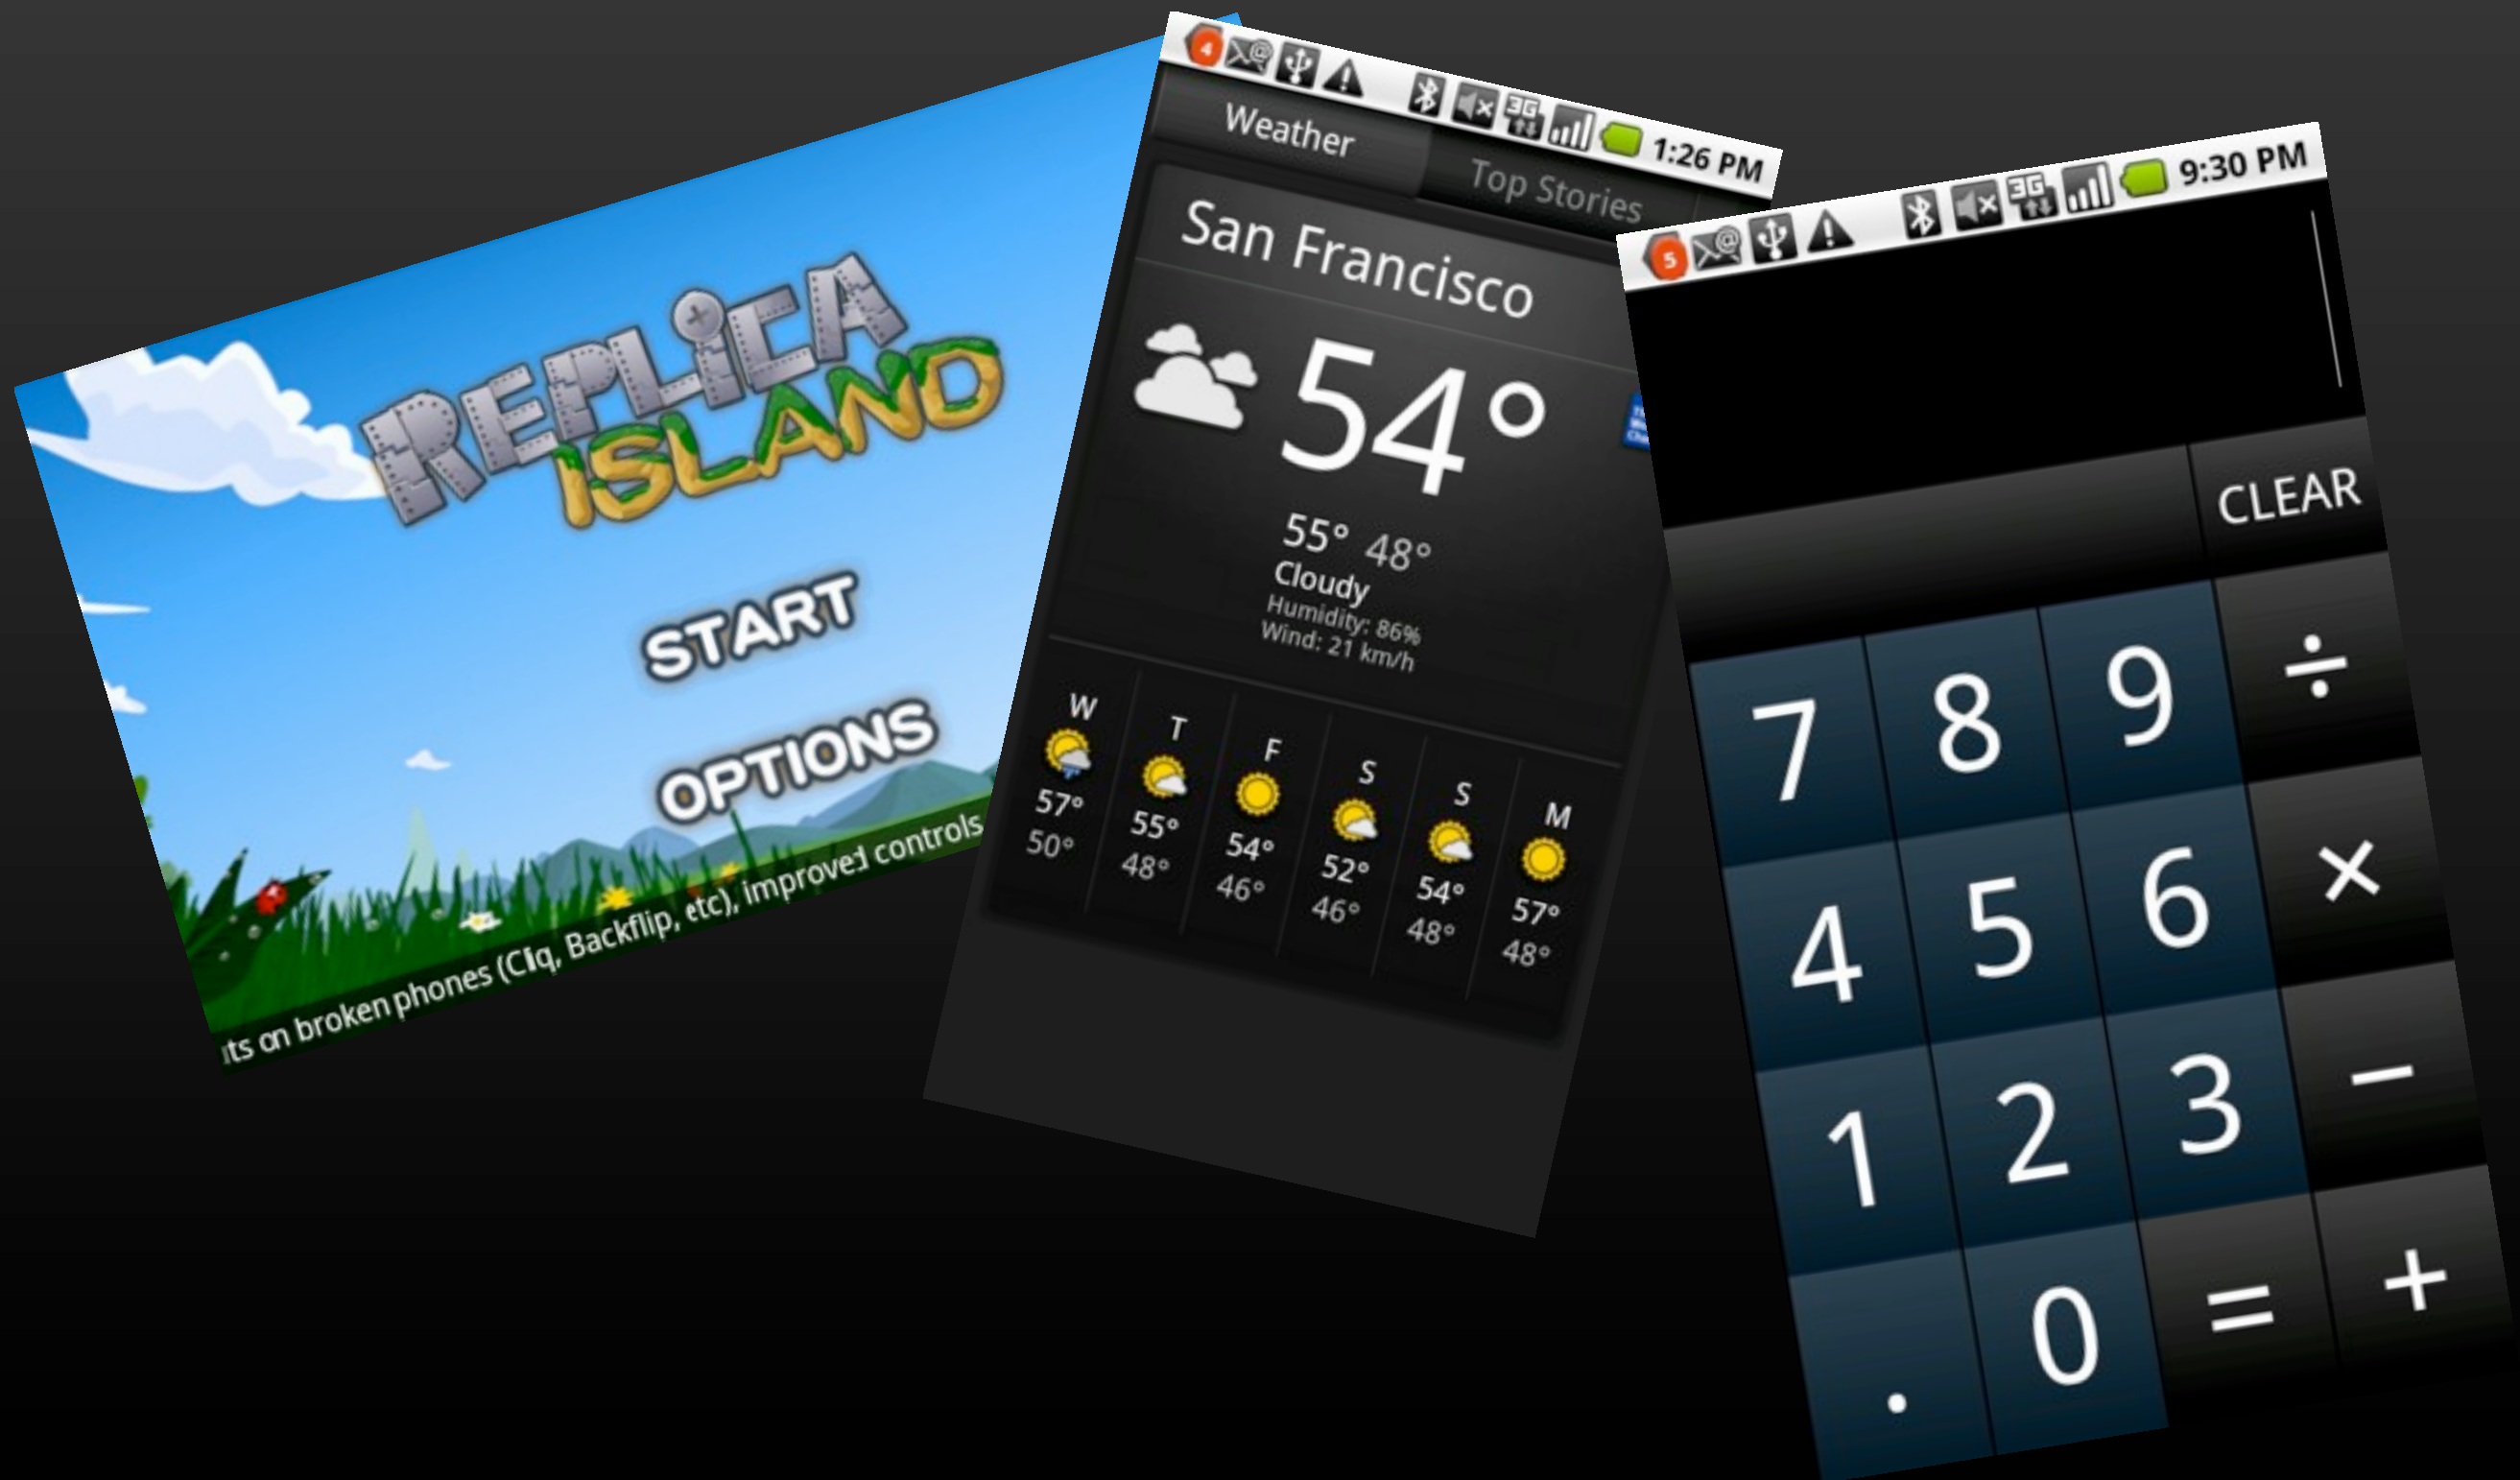 REPLiCA
ISLAND
START
OPTIONS
on broken phones (Cliq, Backflip, etc), improved controls
4
3G
1:26 PM
Weather
Top Stories
San Francisco
54°
55° 48°
Cloudy
Humidity: 86%
Wind: 21 km/h
W T F S S M
57° 55° 54° 52° 54° 57°
50° 48° 46° 46° 48° 48°
5
3G
9:30 PM
CLEAR
7 8 9 ÷
4 5 6 ×
1 2 3 −
. 0 = +